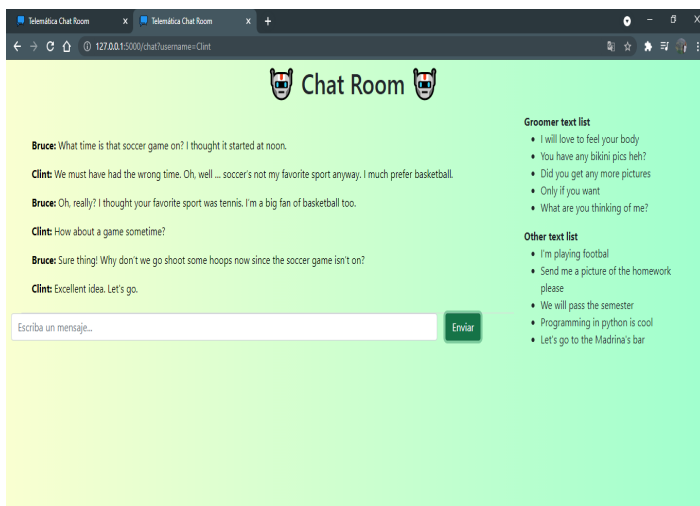 Telemática Chat Room
Telemática Chat Room
127.0.0.1:5000/chat?username=Clint
Chat Room
Bruce: What time is that soccer game on? I thought it started at noon.
Clint: We must have had the wrong time. Oh, well ... soccer's not my favorite sport anyway. I much prefer basketball.
Bruce: Oh, really? I thought your favorite sport was tennis. I'm a big fan of basketball too.
Clint: How about a game sometime?
Bruce: Sure thing! Why don't we go shoot some hoops now since the soccer game isn't on?
Clint: Excellent idea. Let's go.
Escriba un mensaje...
Enviar
Groomer text list
I will love to feel your body
You have any bikini pics heh?
Did you get any more pictures
Only if you want
What are you thinking of me?
Other text list
I'm playing footbal
Send me a picture of the homework
please
We will pass the semester
Programming in python is cool
Let's go to the Madrina's bar